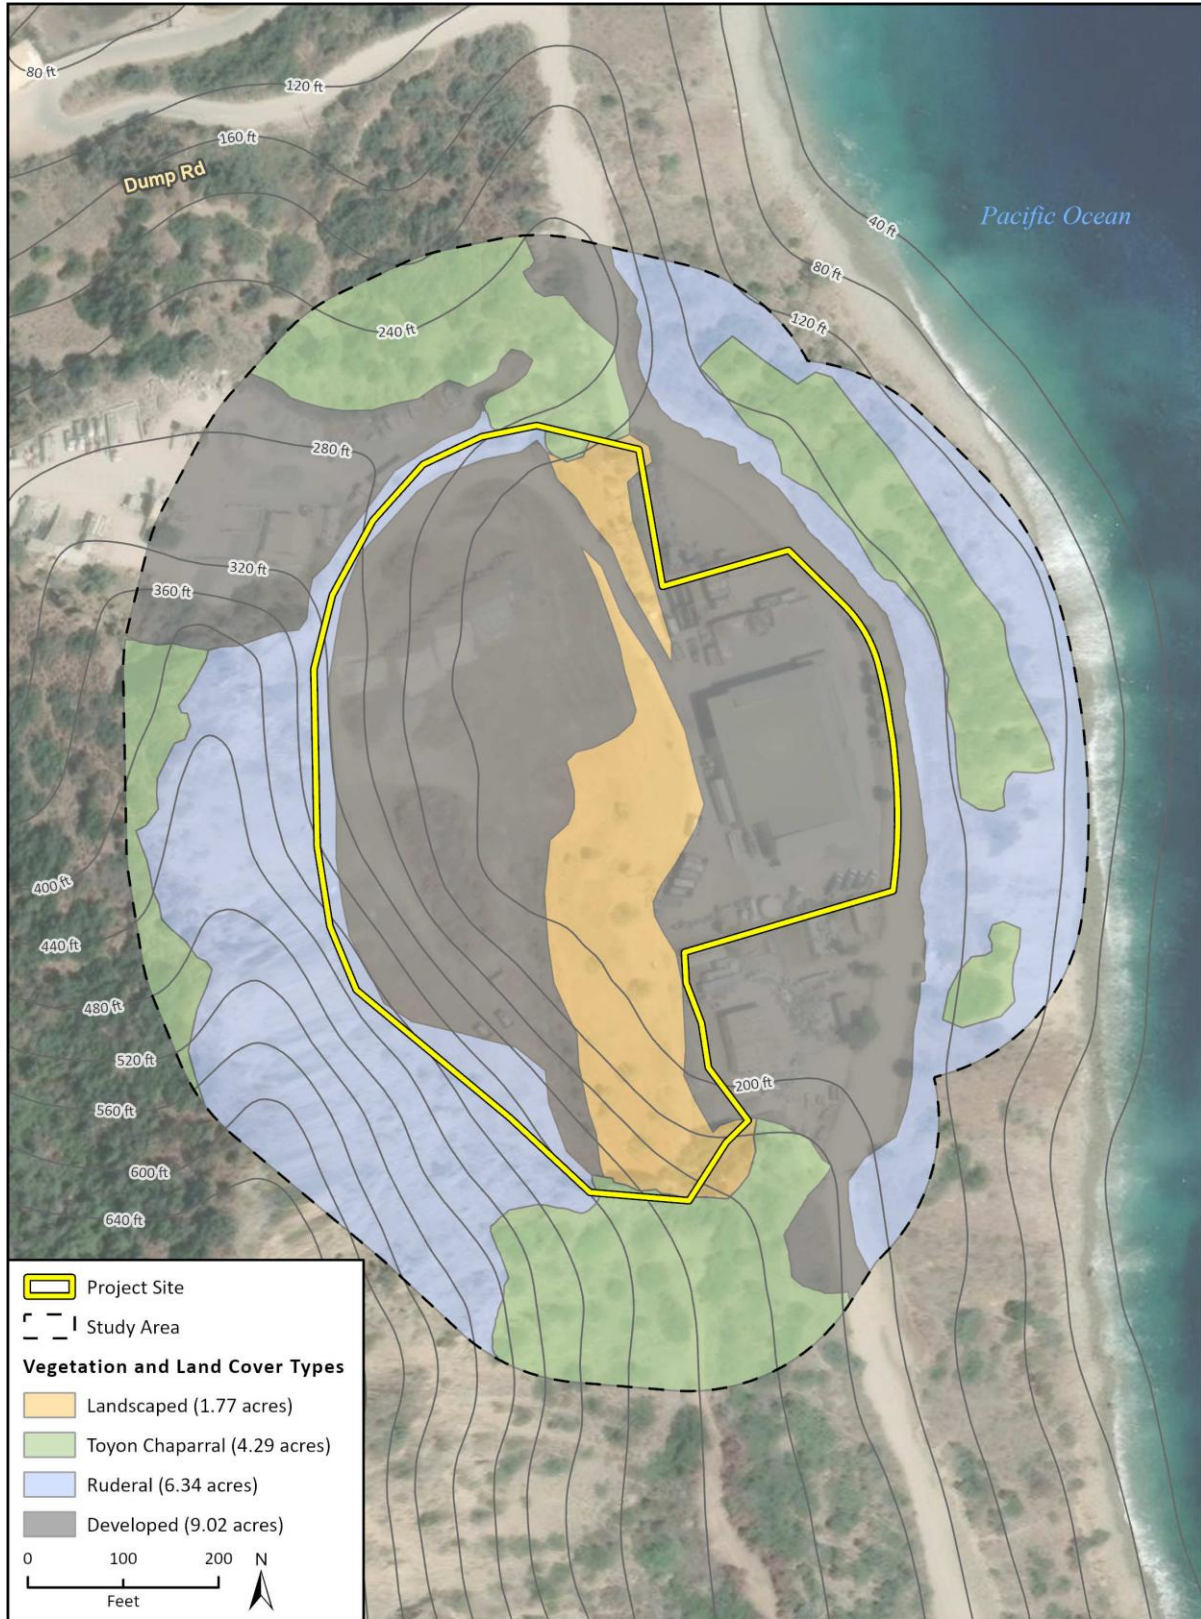 80 ft
120 ft
160 ft
Dump Rd
Pacific Ocean
40 ft
80 ft
120 ft
240 ft
280 ft
320 ft
360 ft
400 ft
440 ft
480 ft
520 ft
200 ft
560 ft
600 ft
640 ft
Project Site
Study Area
Vegetation and Land Cover Types
Landscaped (1.77 acres)
Toyon Chaparral (4.29 acres)
Ruderal (6.34 acres)
Developed (9.02 acres)
0 100 200 N
Feet